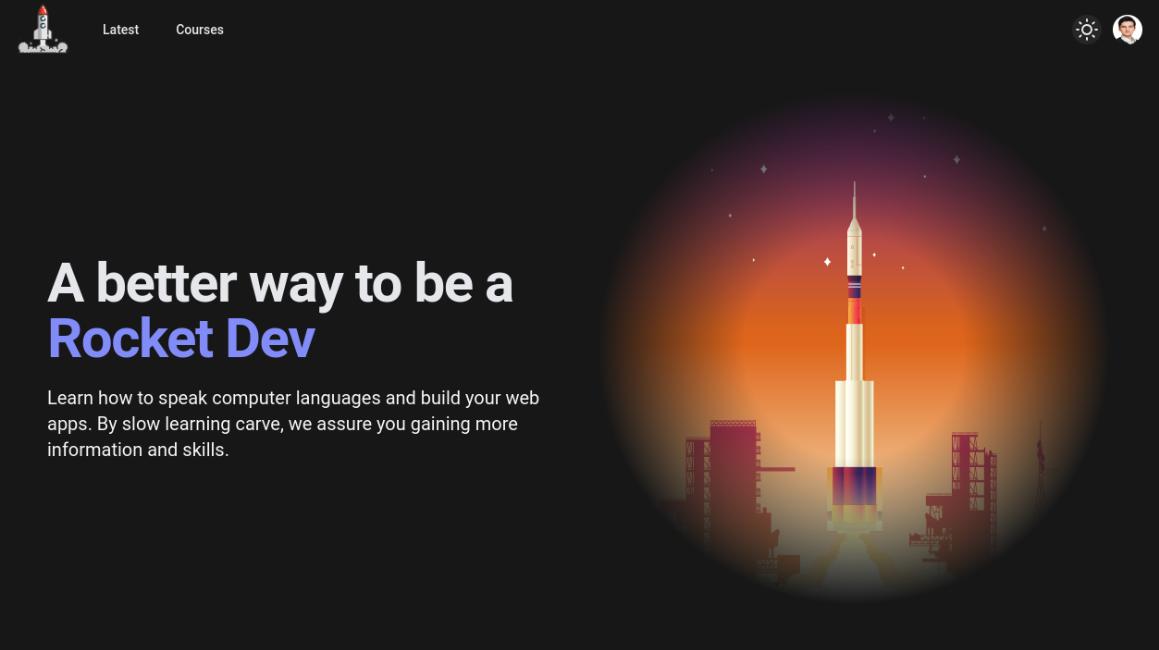 Latest
Courses
A better way to be a
Rocket Dev
Learn how to speak computer languages and build your web
apps. By slow learning carve, we assure you gaining more
information and skills.